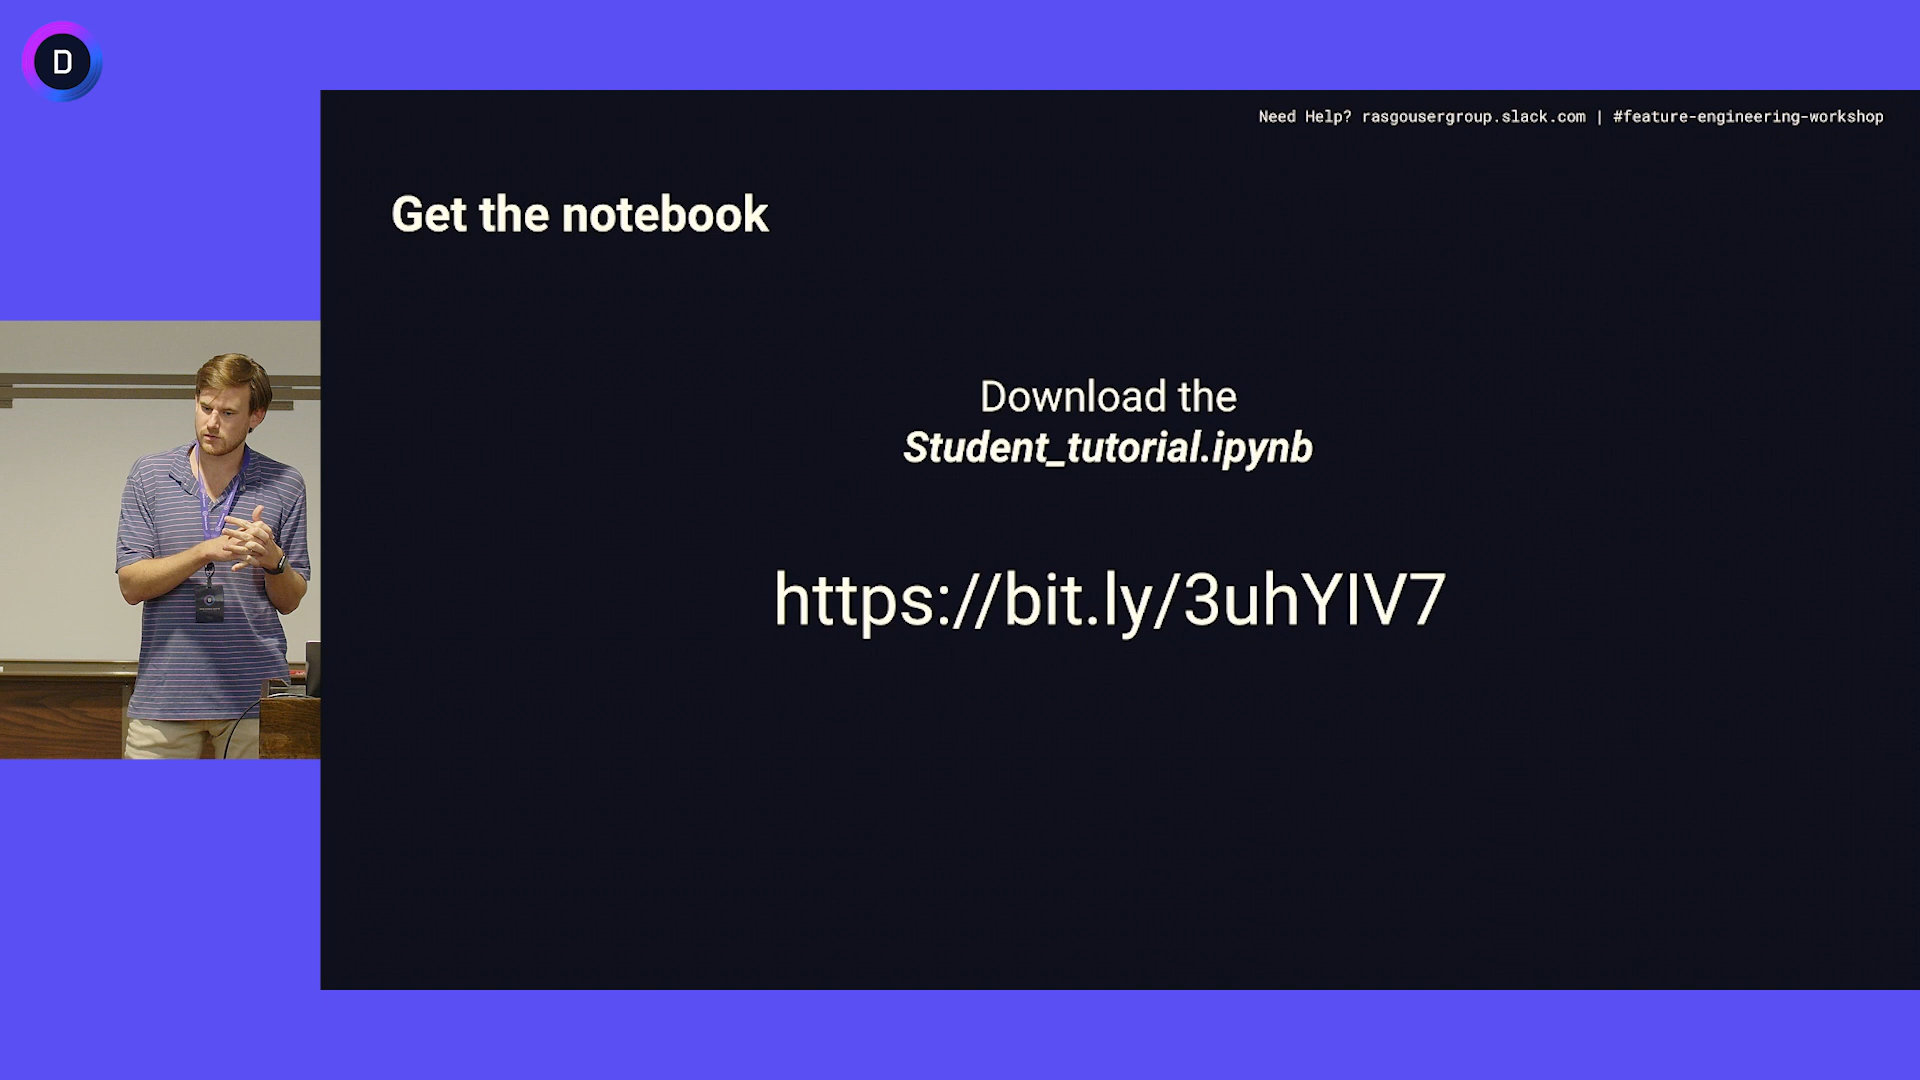 D
Need Help? rasgousergroup.slack.com | #feature-engineering-workshop
Get the notebook
Download the
Student_tutorial.ipynb
https://bit.ly/3uhYIV7